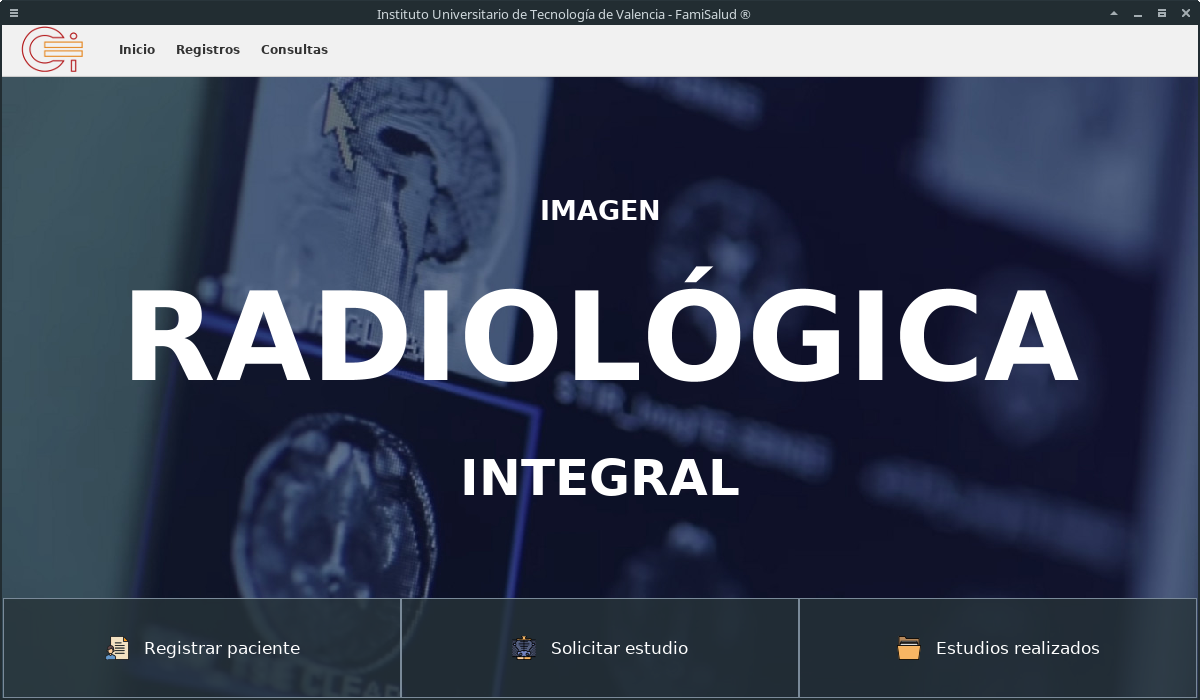 Instituto Universitario de Tecnología de Valencia - FamiSalud ®
Inicio Registros Consultas
IMAGEN
RADIOLÓGICA
INTEGRAL
Registrar paciente Solicitar estudio Estudios realizados